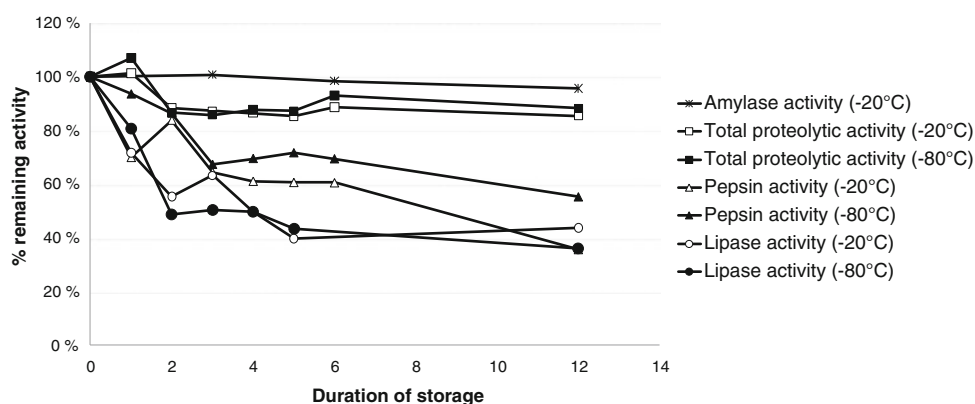 120 %
100 %
80 %
60 %
40 %
20 %
0 %
% remaining activity
0 2 4 6 8 10 12 14
Duration of storage
Amylase activity (-20°C)
Total proteolytic activity (-20°C)
Total proteolytic activity (-80°C)
Pepsin activity (-20°C)
Pepsin activity (-80°C)
Lipase activity (-20°C)
Lipase activity (-80°C)